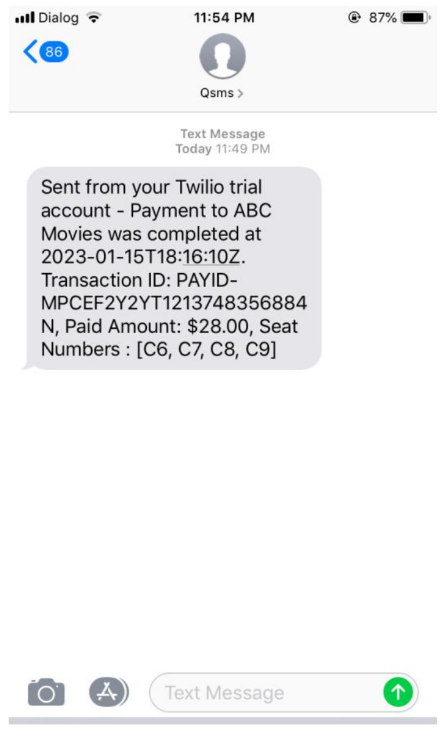 Dialog 11:54 PM 87%
86
Qsms >
Text Message
Today 11:49 PM
Sent from your Twilio trial
account - Payment to ABC
Movies was completed at
2023-01-15T18:16:10Z.
Transaction ID: PAYID-
MPCEF2Y2YT1213748356884
N, Paid Amount: $28.00, Seat
Numbers : [C6, C7, C8, C9]
Text Message